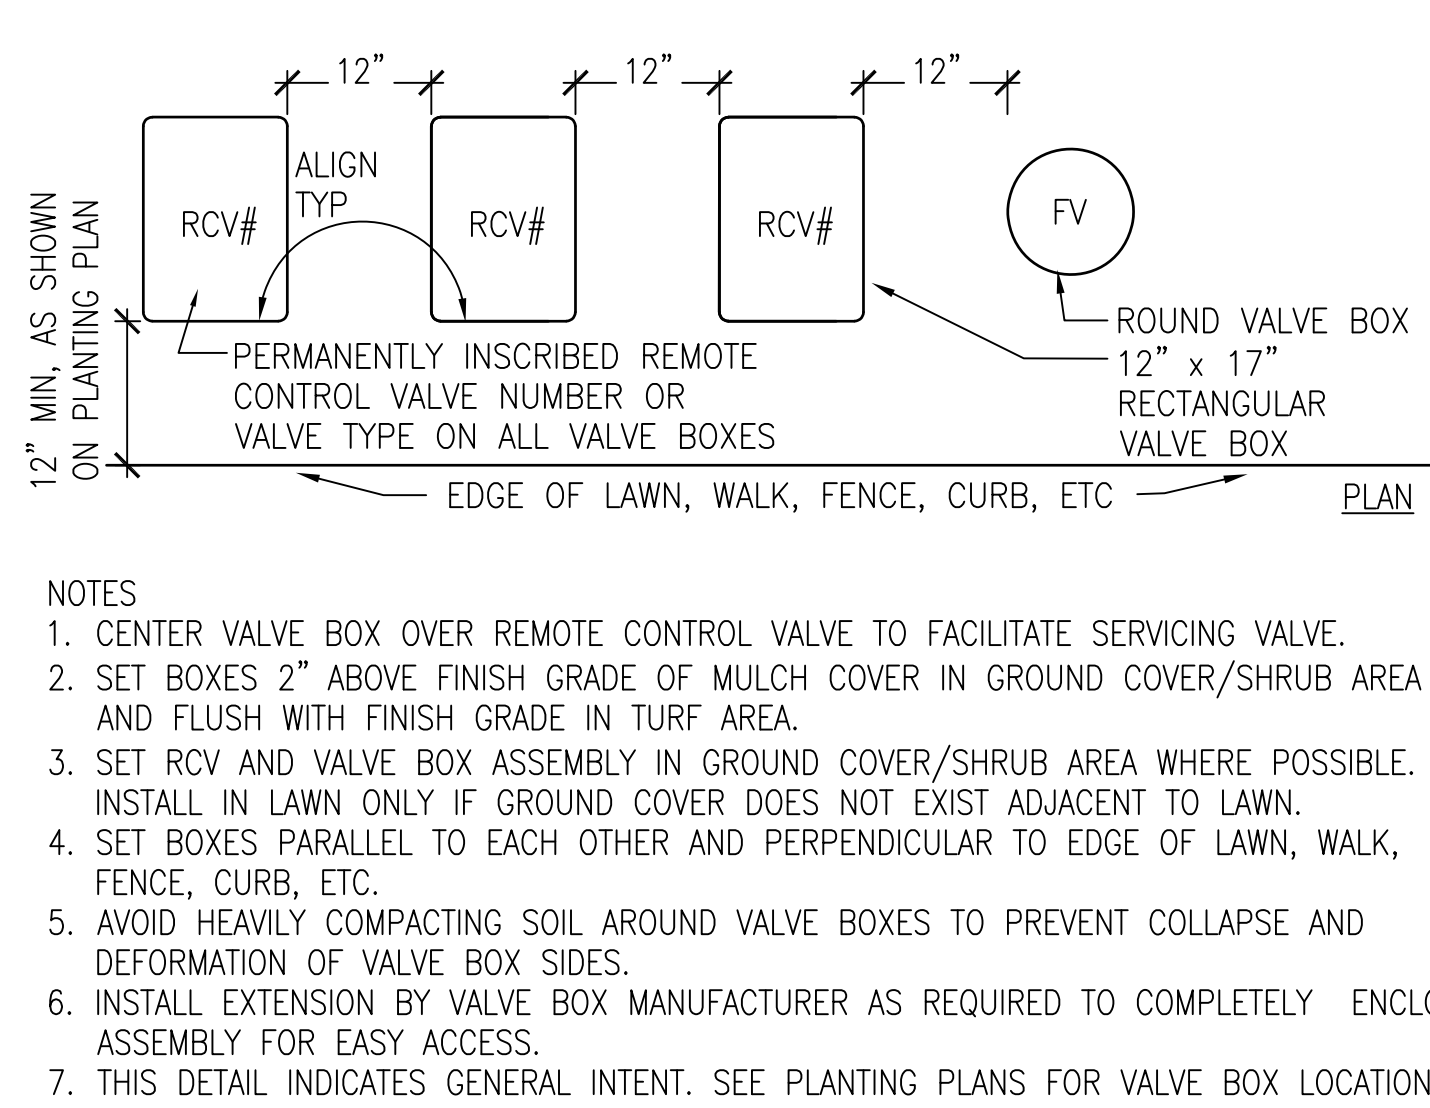 12” 12” 12”
ALIGN
TYP
RCV# RCV# RCV# FV
12” MIN, AS SHOWN
ON PLANTING PLAN
ROUND VALVE BOX
12” x 17”
RECTANGULAR
VALVE BOX
PERMANENTLY INSCRIBED REMOTE
CONTROL VALVE NUMBER OR
VALVE TYPE ON ALL VALVE BOXES
EDGE OF LAWN, WALK, FENCE, CURB, ETC
PLAN
NOTES
1. CENTER VALVE BOX OVER REMOTE CONTROL VALVE TO FACILITATE SERVICING VALVE.
2. SET BOXES 2” ABOVE FINISH GRADE OF MULCH COVER IN GROUND COVER/SHRUB AREA
AND FLUSH WITH FINISH GRADE IN TURF AREA.
3. SET RCV AND VALVE BOX ASSEMBLY IN GROUND COVER/SHRUB AREA WHERE POSSIBLE.
INSTALL IN LAWN ONLY IF GROUND COVER DOES NOT EXIST ADJACENT TO LAWN.
4. SET BOXES PARALLEL TO EACH OTHER AND PERPENDICULAR TO EDGE OF LAWN, WALK,
FENCE, CURB, ETC.
5. AVOID HEAVILY COMPACTING SOIL AROUND VALVE BOXES TO PREVENT COLLAPSE AND
DEFORMATION OF VALVE BOX SIDES.
6. INSTALL EXTENSION BY VALVE BOX MANUFACTURER AS REQUIRED TO COMPLETELY
ASSEMBLY FOR EASY ACCESS.
7. THIS DETAIL INDICATES GENERAL INTENT. SEE PLANTING PLANS FOR VALVE BOX LOCATION